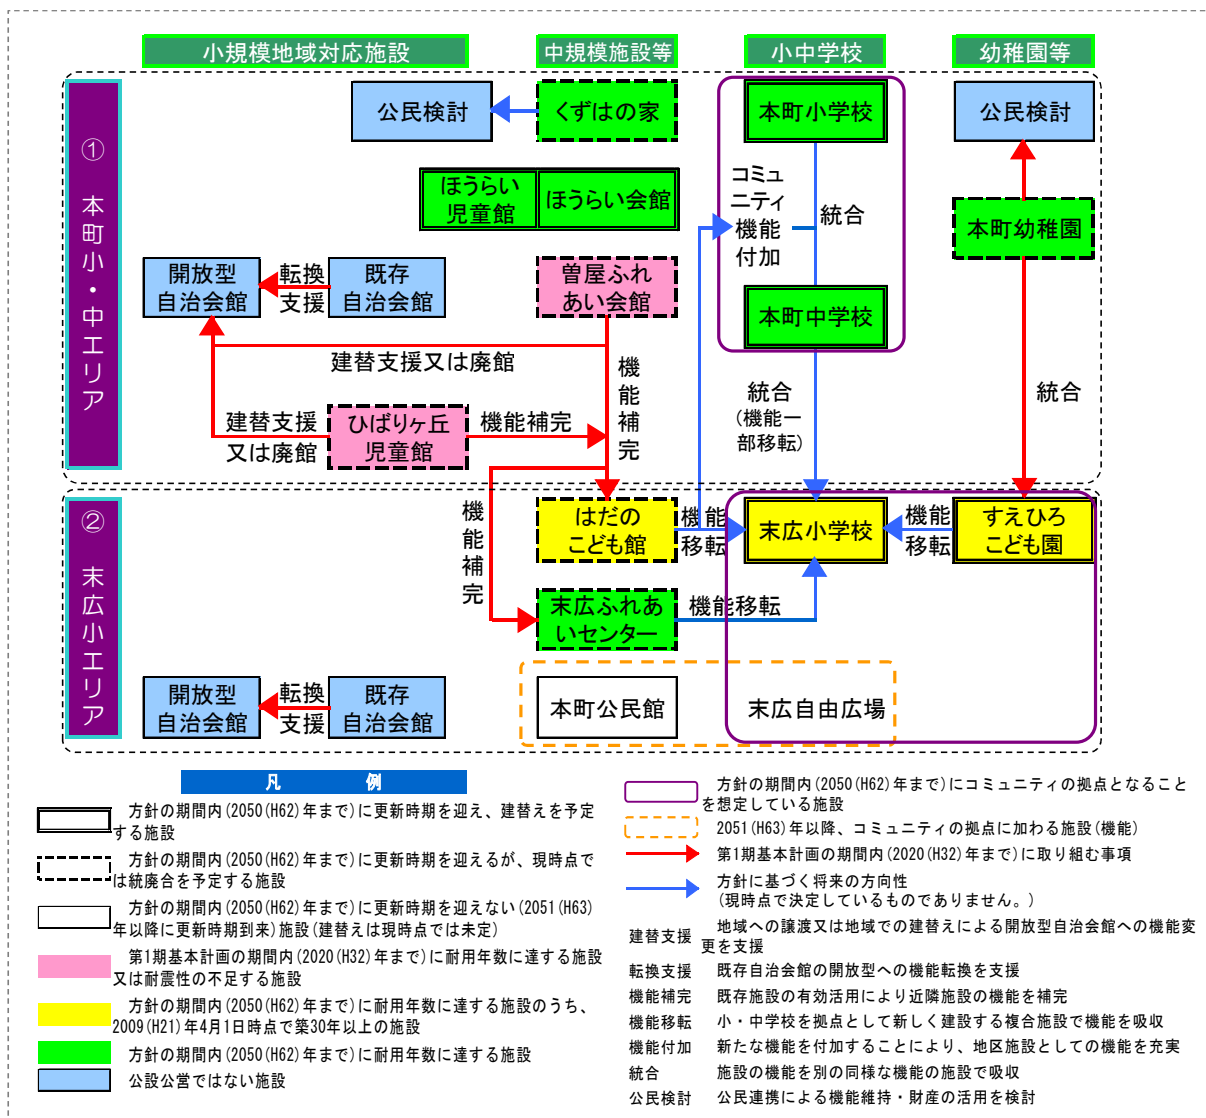 小規模地域対応施設
中規模施設等
小中学校
幼稚園等
① 本町小・中エリア
公民検討
くずはの家
本町小学校
公民検討
ほうらい
児童館
ほうらい会館
コミュ
ニティ
機能
付加
統合
本町幼稚園
開放型
自治会館
転換
支援
既存
自治会館
曽屋ふれ
あい会館
本町中学校
建替支援又は廃館
機能補完
統合
(機能一
部移転)
統合
建替支援
又は廃館
ひばりヶ丘
児童館
機能補完
② 末広小エリア
機能補完
はだの
こども館
機能
移転
末広小学校
機能
移転
すえひろ
こども園
末広ふれあ
いセンター
機能移転
開放型
自治会館
転換
支援
既存
自治会館
本町公民館
末広自由広場
凡 例
方針の期間内(2050(H62)年まで)に更新時期を迎え、建替えを予定
する施設
方針の期間内(2050(H62)年まで)に更新時期を迎えるが、現時点で
は統廃合を予定する施設
方針の期間内(2050(H62)年まで)に更新時期を迎えない(2051(H63)
年以降に更新時期到来)施設(建替えは現時点では未定)
第1期基本計画の期間内(2020(H32)年まで)に耐用年数に達する施設
又は耐震性の不足する施設
方針の期間内(2050(H62)年まで)に耐用年数に達する施設のうち、
2009(H21)年4月1日時点で築30年以上の施設
方針の期間内(2050(H62)年まで)に耐用年数に達する施設
公設公営ではない施設
方針の期間内(2050(H62)年まで)にコミュニティの拠点となること
を想定している施設
2051(H63)年以降、コミュニティの拠点に加わる施設(機能)
第1期基本計画の期間内(2020(H32)年まで)に取り組む事項
方針に基づく将来の方向性
(現時点で決定しているものでありません。)
建替支援 地域への譲渡又は地域での建替えによる開放型自治会館への機能変
更を支援
転換支援 既存自治会館の開放型への機能転換を支援
機能補完 既存施設の有効活用により近隣施設の機能を補完
機能移転 小・中学校を拠点として新しく建設する複合施設で機能を吸収
機能付加 新たな機能を付加することにより、地区施設としての機能を充実
統合 施設の機能を別の同様な機能の施設で吸収
公民検討 公民連携による機能維持・財産の活用を検討